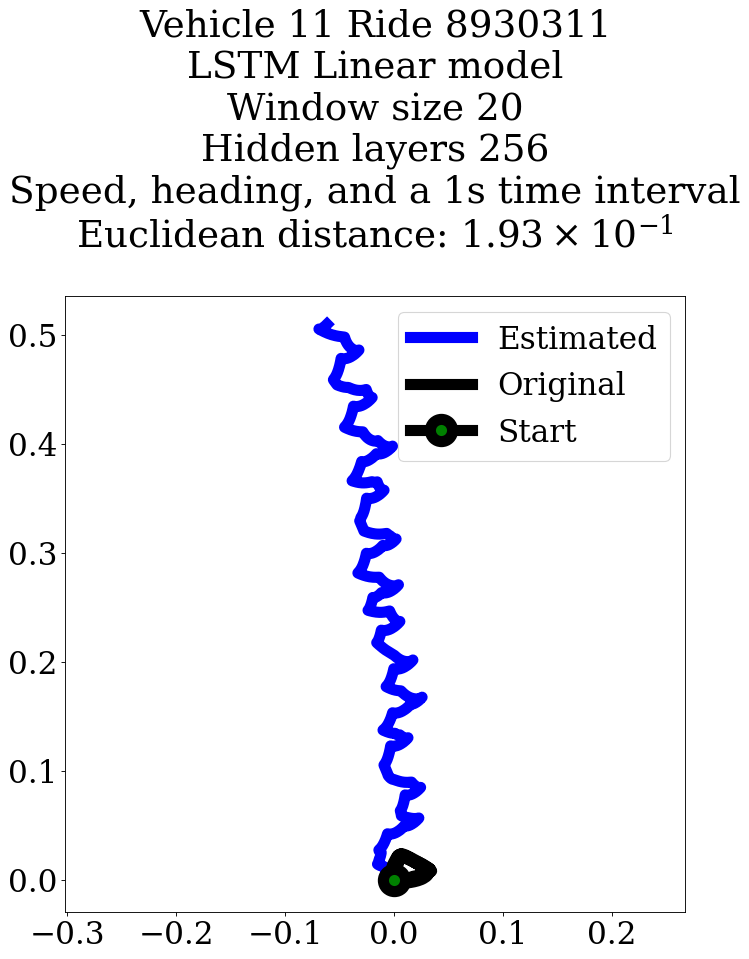 Vehicle 11 Ride 8930311
LSTM Linear model
Window size 20
Hidden layers 256
Speed, heading, and a 1s time interval
Euclidean distance: 1.93 × 10⁻¹
Estimated
Original
Start
0.5
0.4
0.3
0.2
0.1
0.0
−0.3 −0.2 −0.1 0.0 0.1 0.2